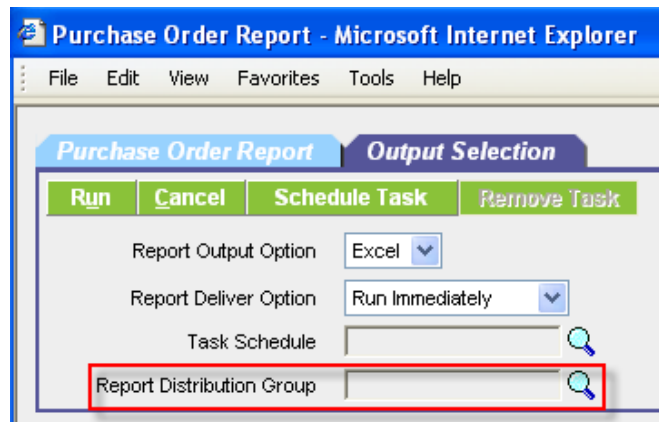 Purchase Order Report - Microsoft Internet Explorer
File Edit View Favorites Tools Help
Purchase Order Report Output Selection
Run Cancel Schedule Task Remove Task
Report Output Option Excel
Report Deliver Option Run Immediately
Task Schedule
Report Distribution Group